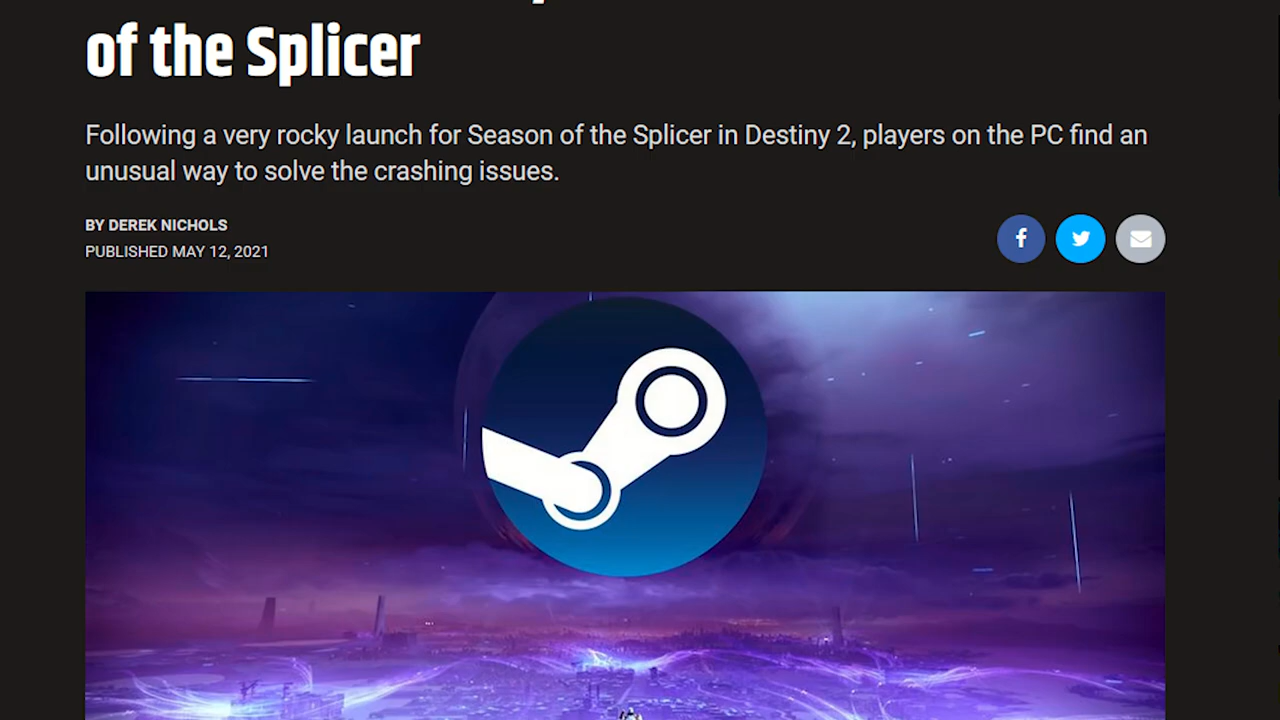 of the Splicer
Following a very rocky launch for Season of the Splicer in Destiny 2, players on the PC find an
unusual way to solve the crashing issues.
BY DEREK NICHOLS
PUBLISHED MAY 12, 2021